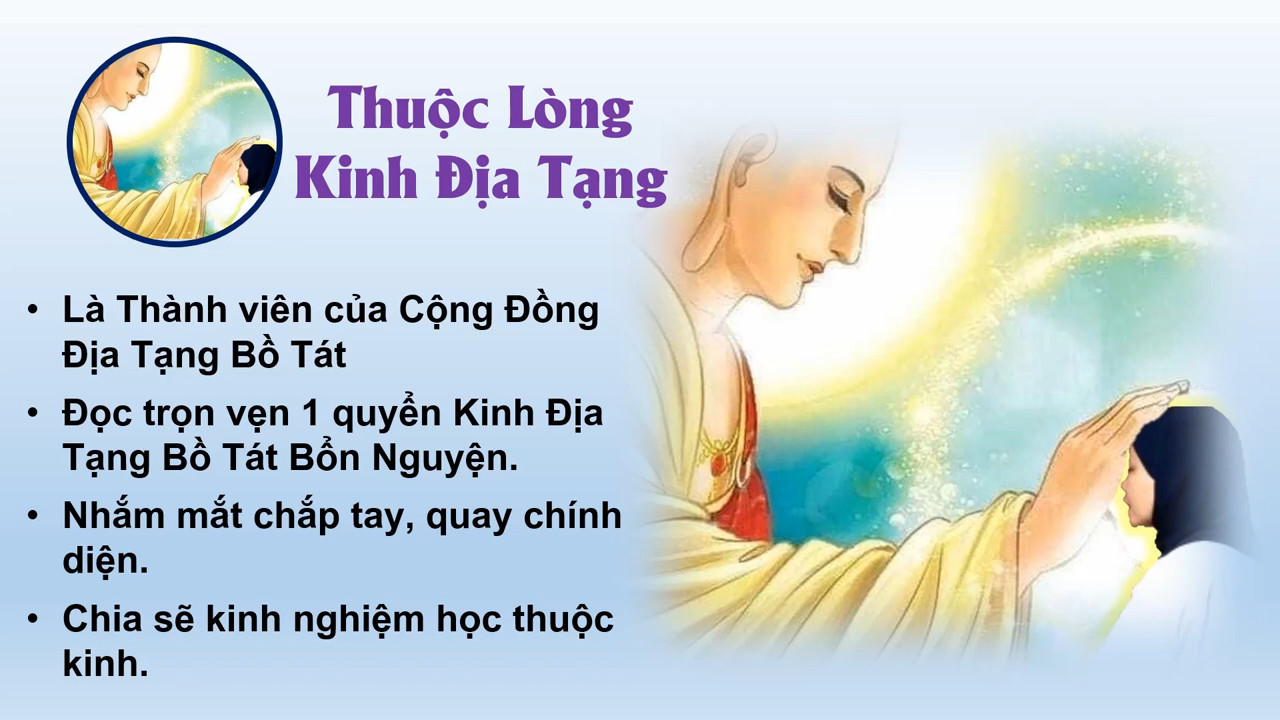 Thuộc Lòng
Kinh Địa Tạng
• Là Thành viên của Cộng Đồng
Địa Tạng Bồ Tát
• Đọc trọn vẹn 1 quyển Kinh Địa
Tạng Bồ Tát Bổn Nguyện.
• Nhắm mắt chắp tay, quay chính
diện.
• Chia sẽ kinh nghiệm học thuộc
kinh.